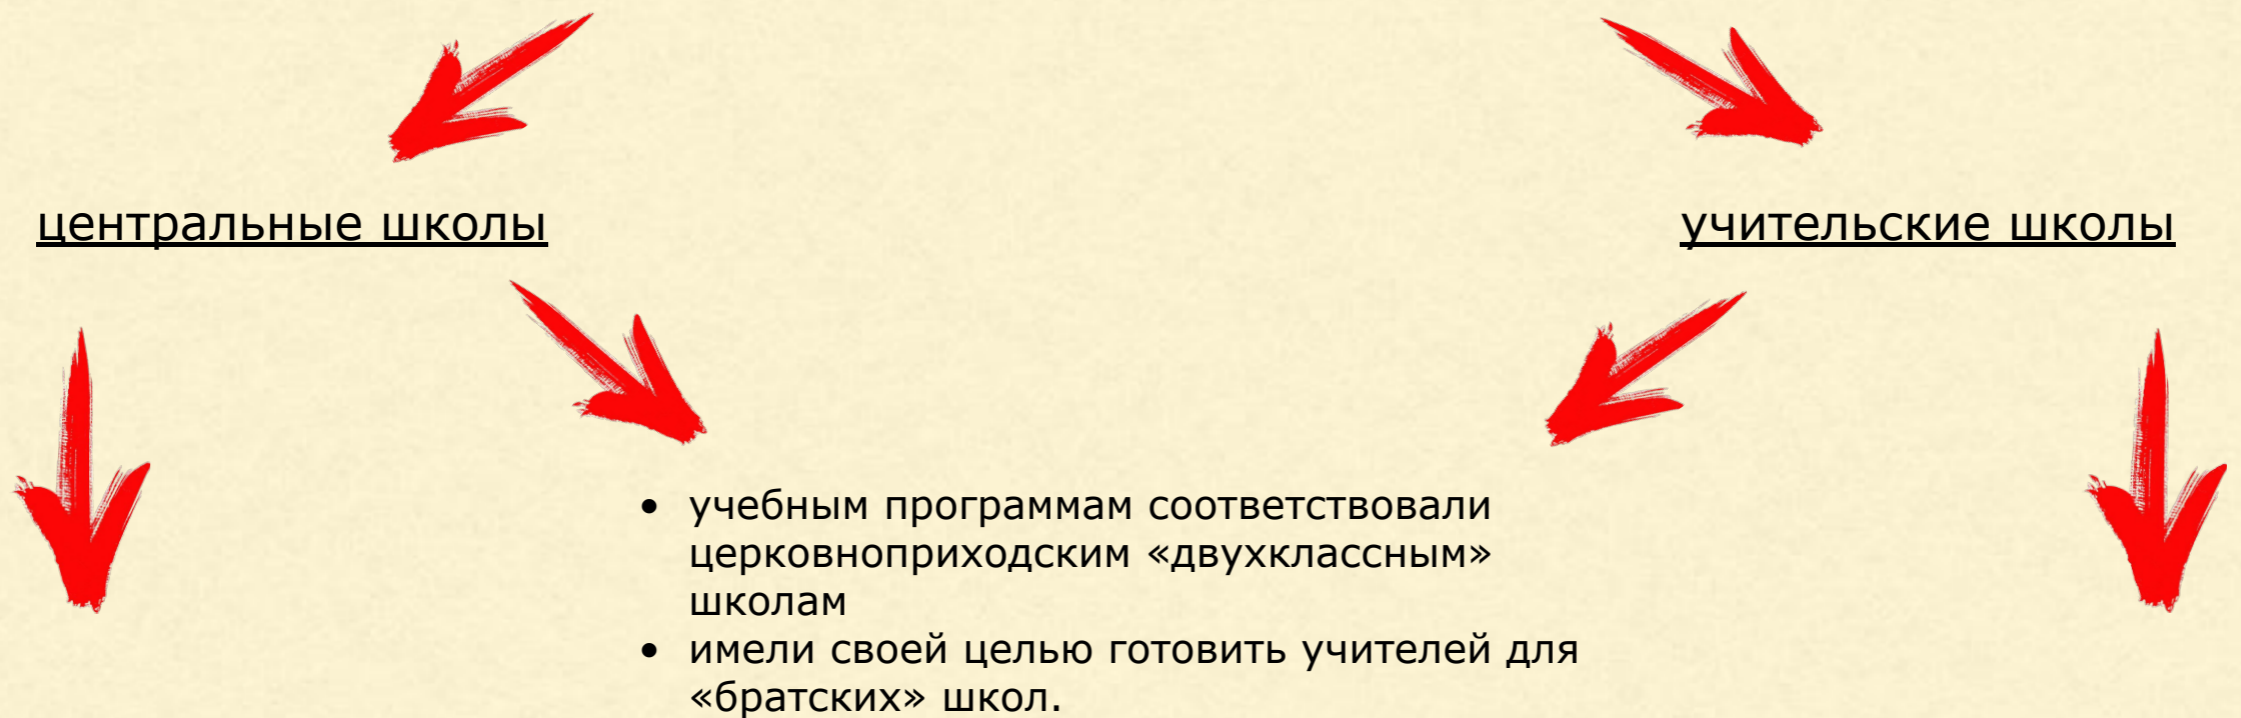 центральные школы
учительские школы
• учебным программам соответствовали
церковноприходским «двухклассным»
школам
• имели своей целью готовить учителей для
«братских» школ.